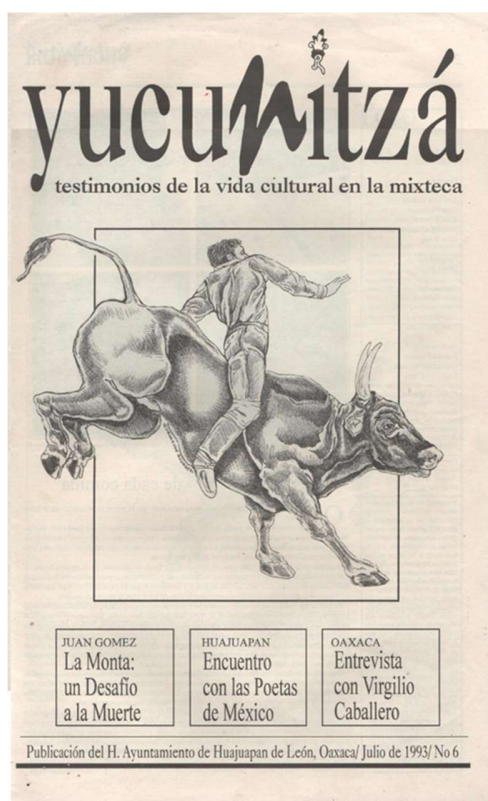 yucunitzá
testimonios de la vida cultural en la mixteca
JUAN GOMEZ
La Monta:
un Desafío
a la Muerte
HUAJUAPAN
Encuentro
con las Poetas
de México
OAXACA
Entrevista
con Virgilio
Caballero
Publicación del H. Ayuntamiento de Huajuapan de León, Oaxaca/ Julio de 1993/ No 6